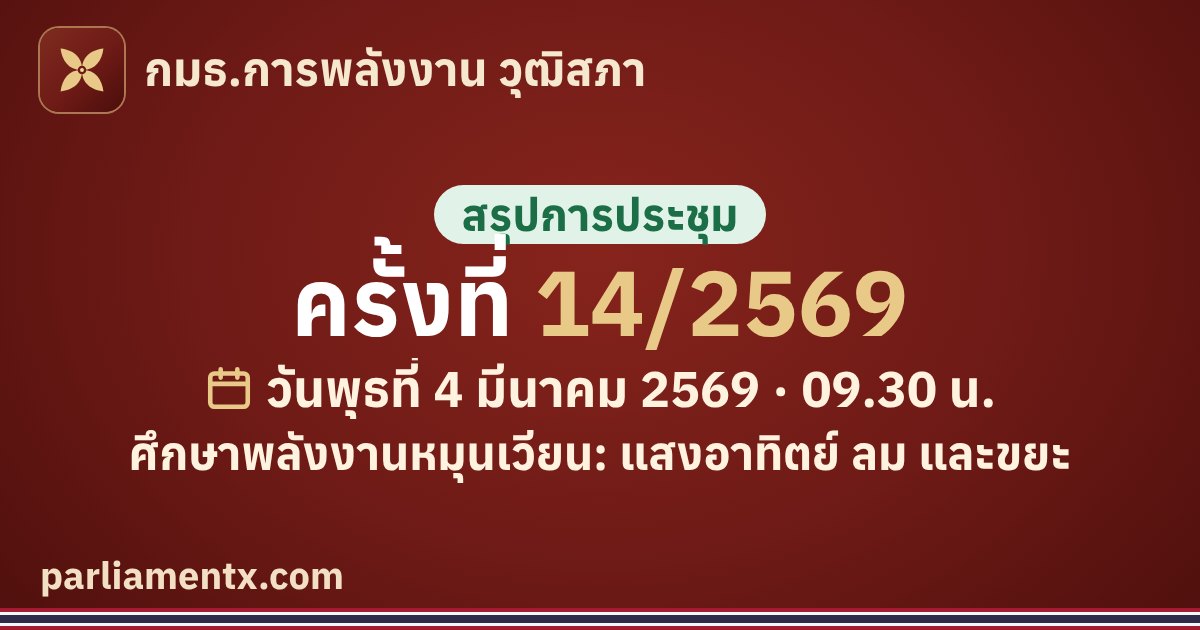 กมธ.การพลังงาน วุฒิสภา
สรุปการประชุม
ครั้งที่ 14/2569
วันพุธที่ 4 มีนาคม 2569 · 09.30 น.
ศึกษาพลังงานหมุนเวียน: แสงอาทิตย์ ลม และขยะ
parliamentx.com